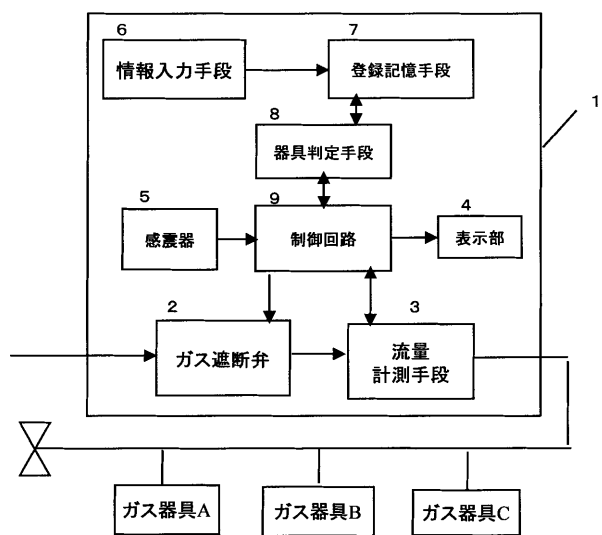 6
情報入力手段
7
登録記憶手段
8
器具判定手段
1
5
感震器
9
制御回路
4
表示部
2
ガス遮断弁
3
流量
計測手段
ガス器具A
ガス器具B
ガス器具C